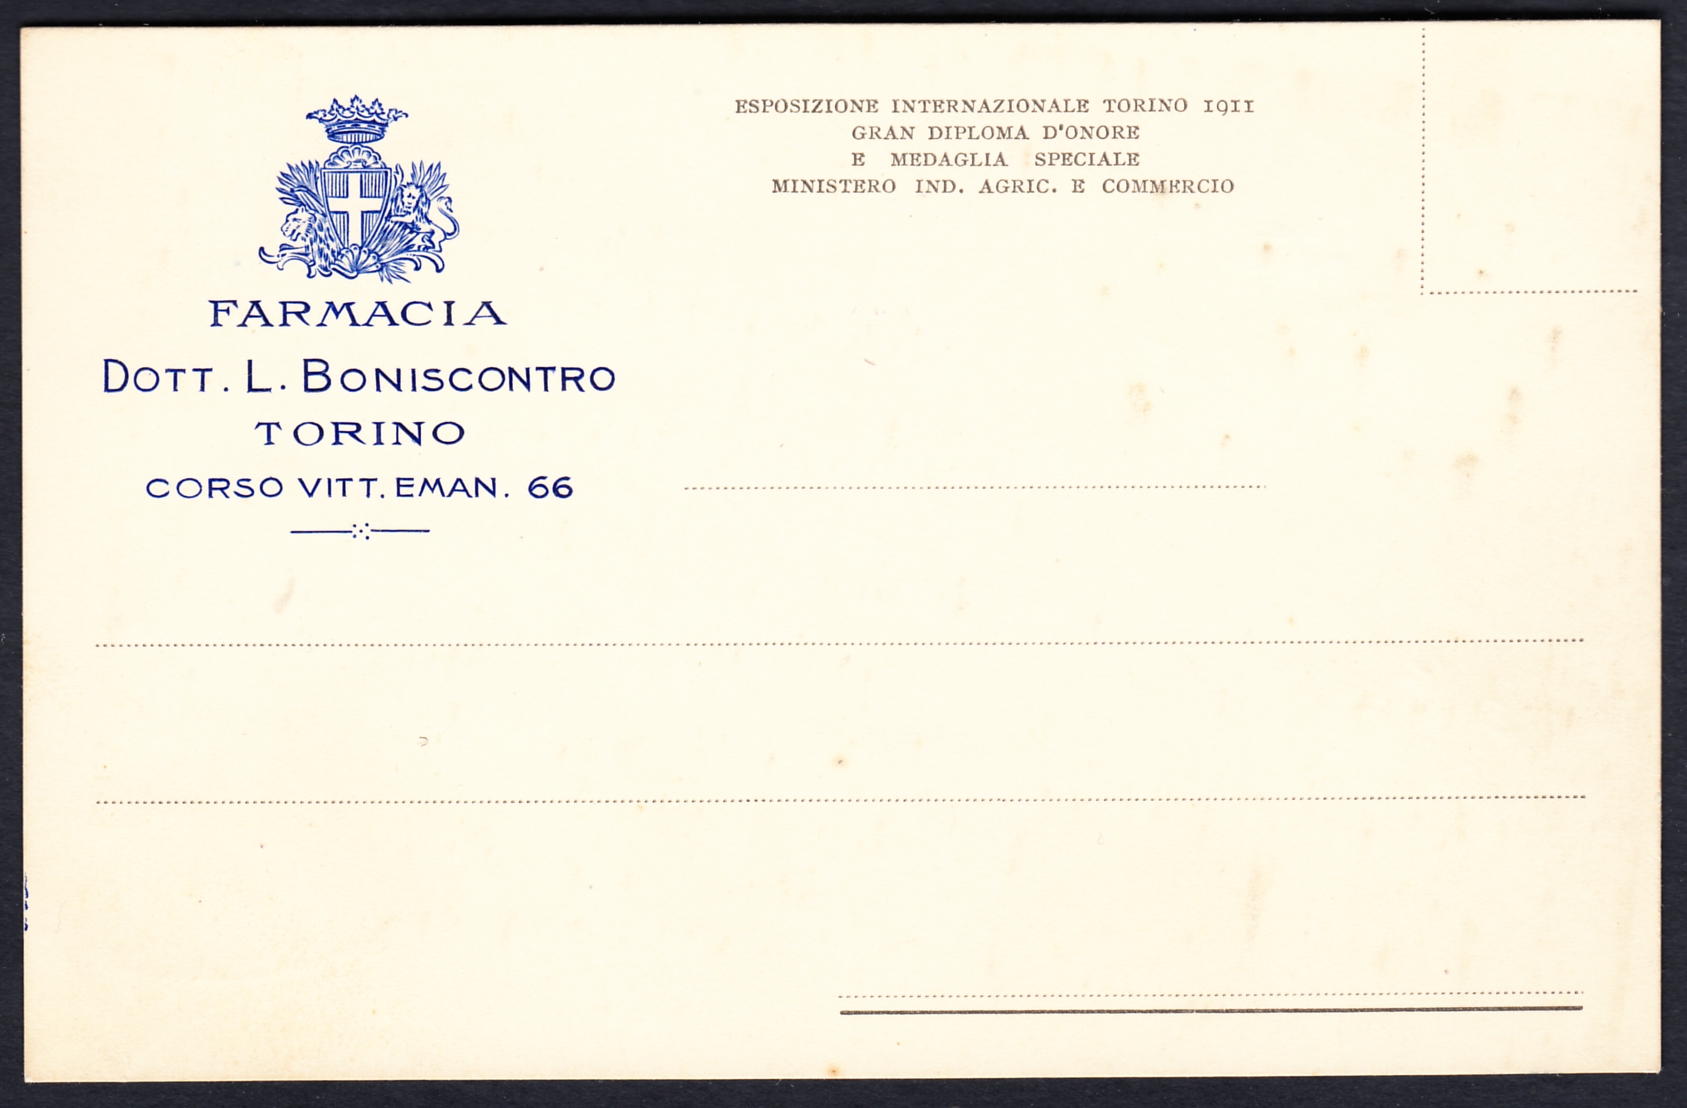 FARMACIA
DOTT. L. BONISCONTRO
TORINO
CORSO VITT. EMAN. 66
ESPOSIZIONE INTERNAZIONALE TORINO 1911
GRAN DIPLOMA D'ONORE
E MEDAGLIA SPECIALE
MINISTERO IND. AGRIC. E COMMERCIO